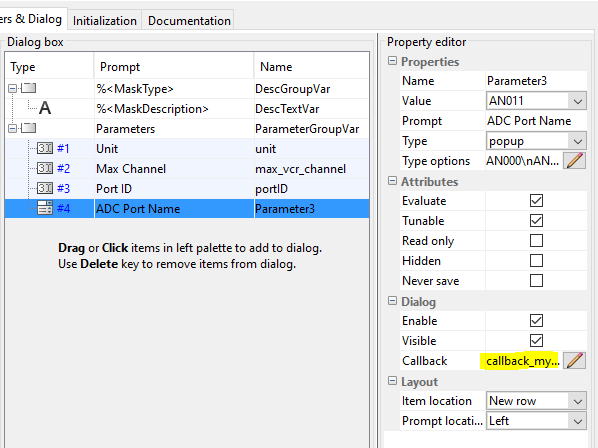 ers & Dialog Initialization Documentation
Dialog box
Type Prompt Name
%<MaskType> DescGroupVar
A %<MaskDescription> DescTextVar
Parameters ParameterGroupVar
#1 Unit unit
#2 Max Channel max_vcr_channel
#3 Port ID portID
#4 ADC Port Name Parameter3
Drag or Click items in left palette to add to dialog.
Use Delete key to remove items from dialog.
Property editor
Properties
Name Parameter3
Value AN011
Prompt ADC Port Name
Type popup
Type options AN000\nAN...
Attributes
Evaluate
Tunable
Read only
Hidden
Never save
Dialog
Enable
Visible
Callback callback_my...
Layout
Item location New row
Prompt locati... Left